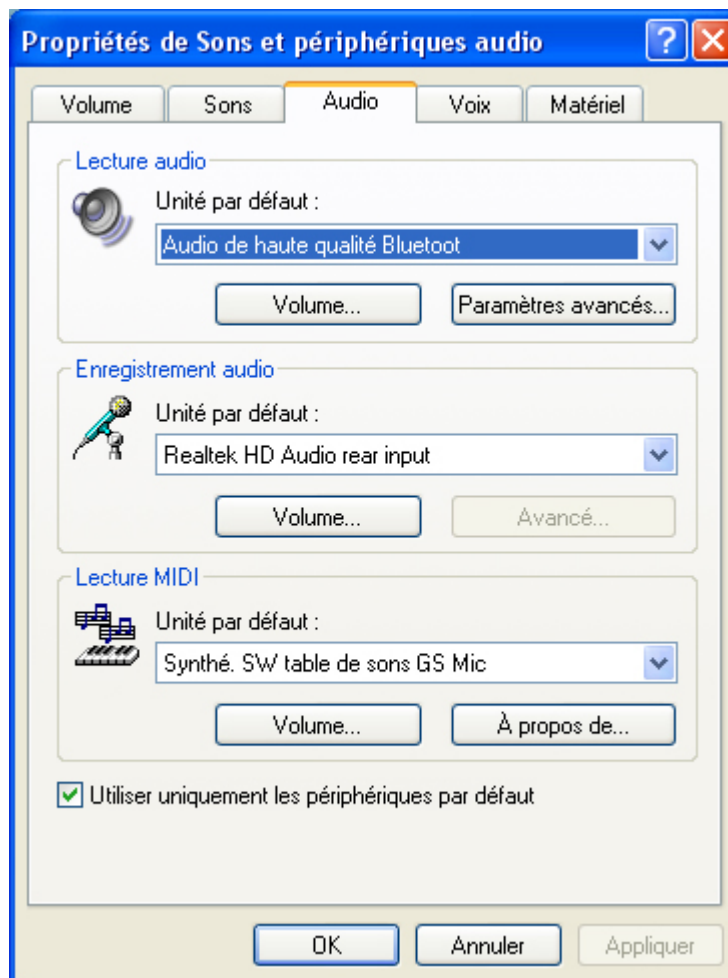 Propriétés de Sons et périphériques audio
Volume Sons Audio Voix Matériel
Lecture audio
Unité par défaut :
Audio de haute qualité Bluetoot
Volume... Paramètres avancés...
Enregistrement audio
Unité par défaut :
Realtek HD Audio rear input
Volume... Avancé...
Lecture MIDI
Unité par défaut :
Synthé. SW table de sons GS Mic
Volume... À propos de...
Utiliser uniquement les périphériques par défaut
OK Annuler Appliquer